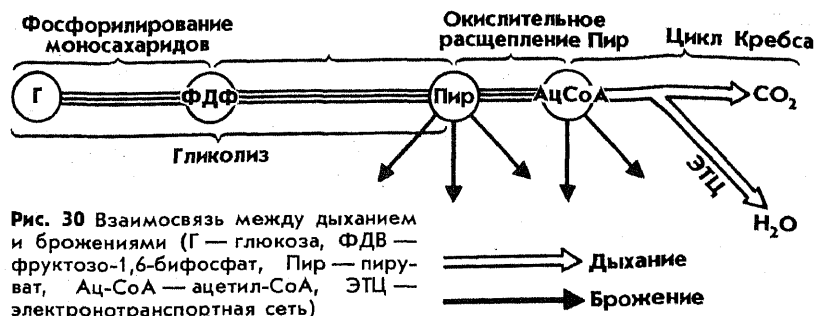 Фосфорилирование
моносахаридов
Окислительное
расщепление Пир
Цикл Кребса
Г
ФДФ
Пир
АцСоА
CO₂
Гликолиз
ЭТЦ
H₂O
Рис. 30 Взаимосвязь между дыханием
и брожениями (Г — глюкоза, ФДВ —
фруктозо-1,6-бифосфат, Пир — пиру-
ват, Ац-СоА — ацетил-СоА, ЭТЦ —
электронотранспортная сеть)
Дыхание
Брожение